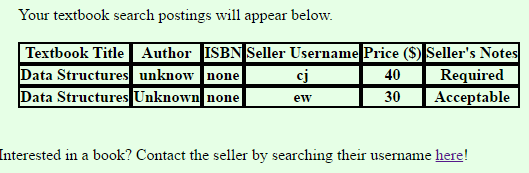 Your textbook search postings will appear below.
Textbook Title Author ISBN Seller Username Price ($) Seller's Notes
Data Structures unknow none cj 40 Required
Data Structures Unknown none ew 30 Acceptable
Interested in a book? Contact the seller by searching their username here!